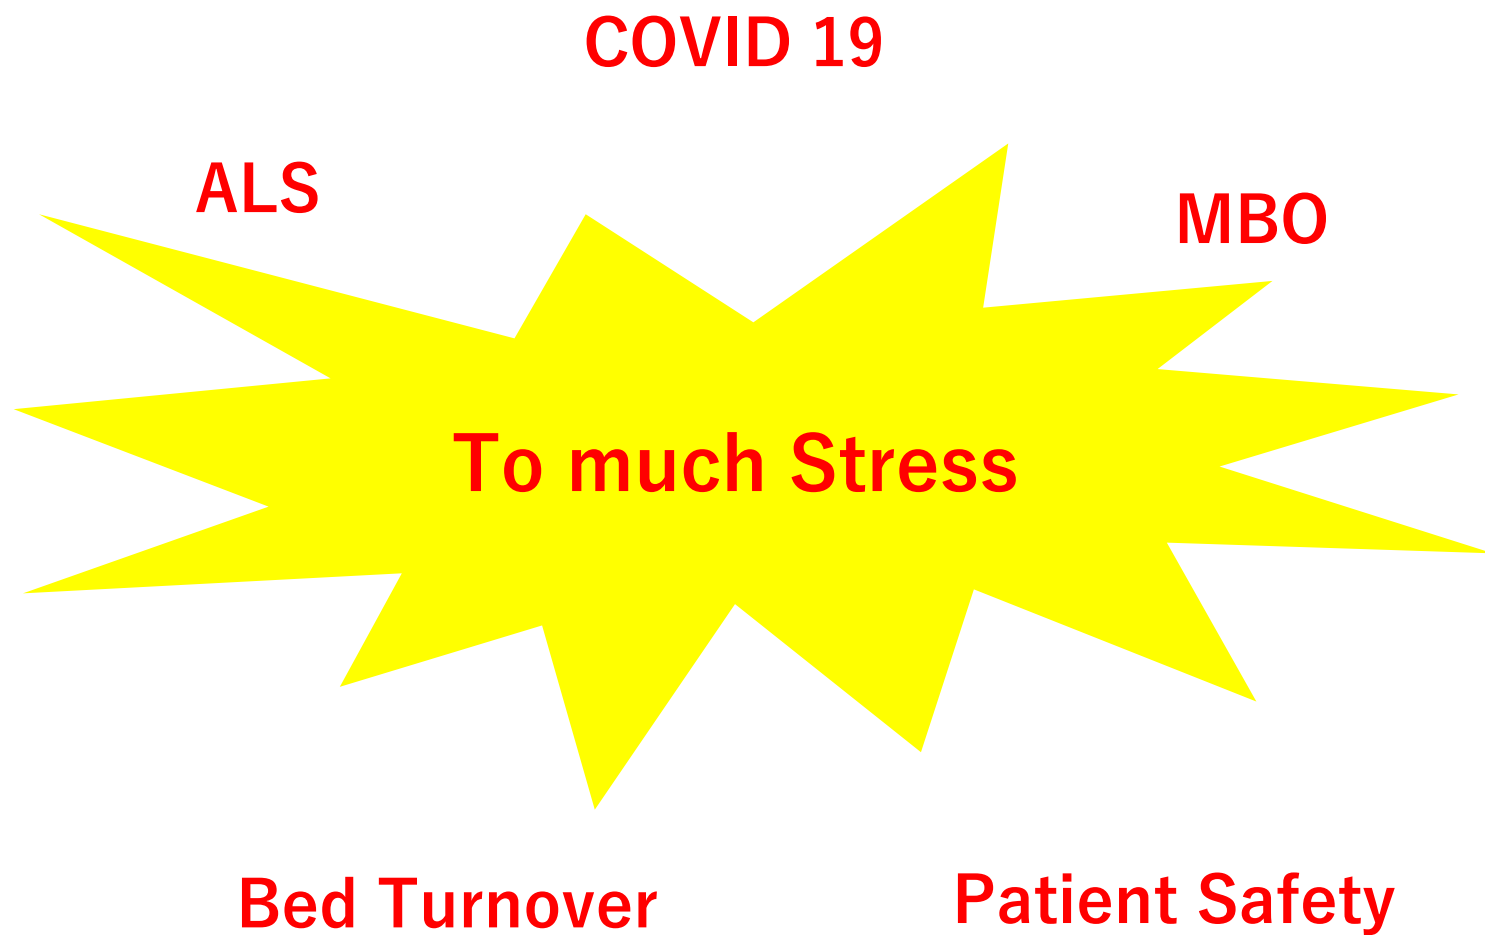 COVID 19
ALS
MBO
To much Stress
Bed Turnover
Patient Safety